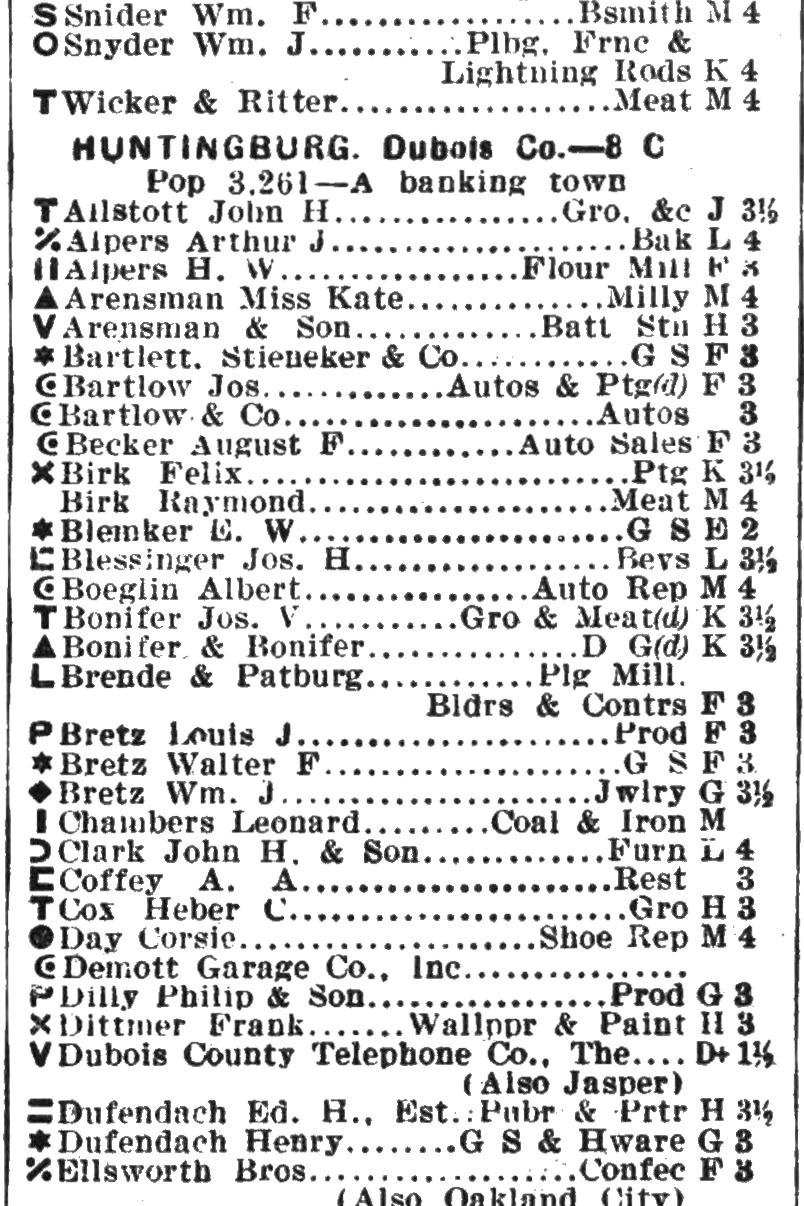 S Snider Wm. F....................Bsmith M 4
O Snyder Wm. J...........Plbg, Frnc &
Lightning Rods K 4
T Wicker & Ritter....................Meat M 4
HUNTINGBURG. Dubois Co.—8 C
Pop 3,261—A banking town
T Allstott John H................Gro, &c J 3½
% Alpers Arthur J.....................Bak L 4
Alpers H. W.................Flour Mill F 3
▲ Arensman Miss Kate..............Milly M 4
V Arensman & Son.............Batt Stn H 3
✶ Bartlett, Stieneker & Co............G S F 3
Bartlow Jos.............Autos & Ptg(d) F 3
Bartlow & Co......................Autos 3
Becker August F............Auto Sales F 3
X Birk Felix............................Ptg K 3½
Birk Raymond......................Meat M 4
✶ Blemker E. W.......................G S E 2
Blessinger Jos. H.................Bevs L 3½
Boeglin Albert................Auto Rep M 4
T Bonifer Jos. V...........Gro & Meat(d) K 3½
▲ Bonifer & Bonifer...............D G(d) K 3½
L Brende & Patburg............Plg Mill.
Bldrs & Contrs F 3
P Bretz Louis J......................Prod F 3
✶ Bretz Walter F.....................G S F 3
◆ Bretz Wm. J......................Jwlry G 3½
I Chambers Leonard.........Coal & Iron M
Ɔ Clark John H. & Son.............Furn L 4
Coffey A. A.......................Rest 3
T Cox Heber C........................Gro H 3
● Day Corsie.....................Shoe Rep M 4
Demott Garage Co., Inc................
P Dilly Philip & Son.................Prod G 3
X Dittmer Frank.......Wallppr & Paint H 3
V Dubois County Telephone Co., The.... D+ 1½
(Also Jasper)
= Dufendach Ed. H., Est..Pubr & Prtr H 3½
✶ Dufendach Henry........G S & Hware G 3
% Ellsworth Bros...................Confec F 3
(Also Oakland City)